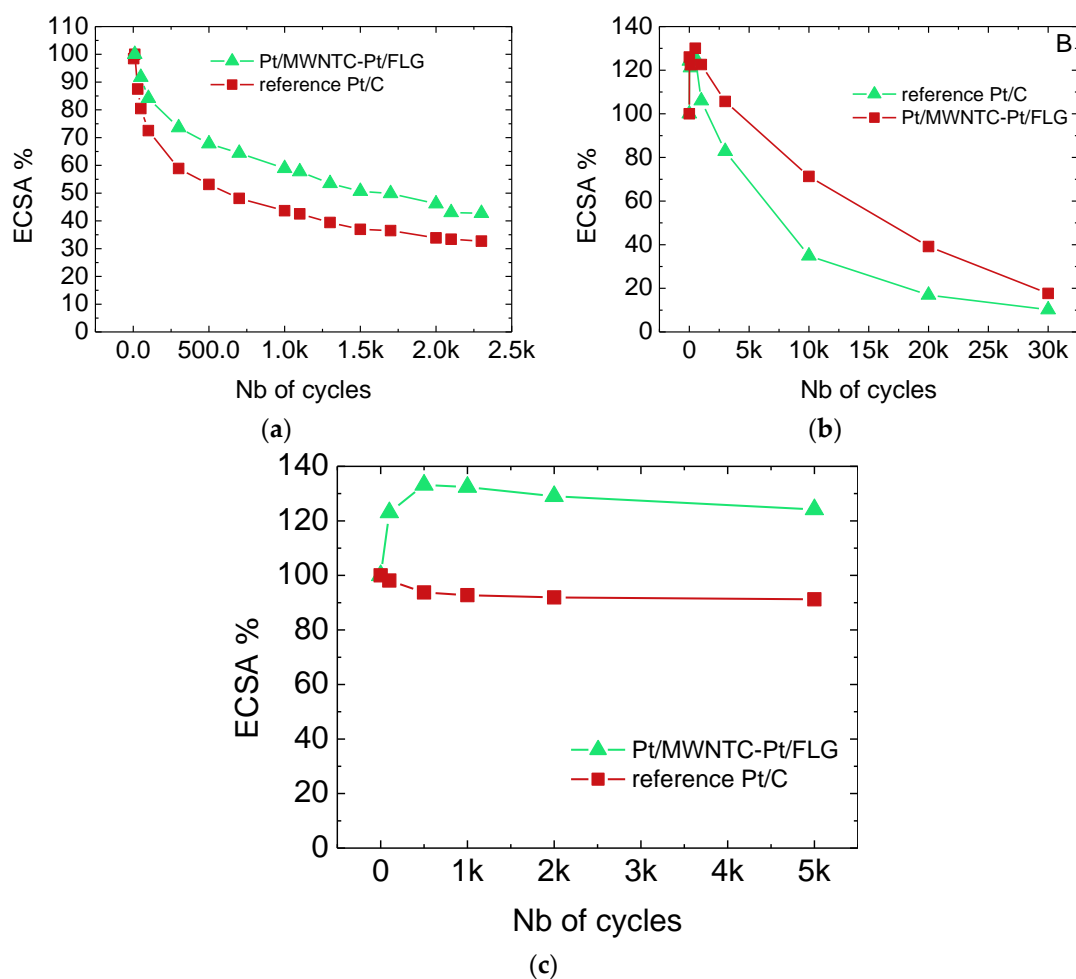 110
100
90
80
70
60
50
40
30
20
10
0
ECSA %
Pt/MWNTC-Pt/FLG
reference Pt/C
0.0 500.0 1.0k 1.5k 2.0k 2.5k
Nb of cycles
(a)
140
120
100
80
60
40
20
0
ECSA %
B
reference Pt/C
Pt/MWNTC-Pt/FLG
0 5k 10k 15k 20k 25k 30k
Nb of cycles
(b)
140
120
100
80
60
40
20
0
ECSA %
Pt/MWNTC-Pt/FLG
reference Pt/C
0 1k 2k 3k 4k 5k
Nb of cycles
(c)